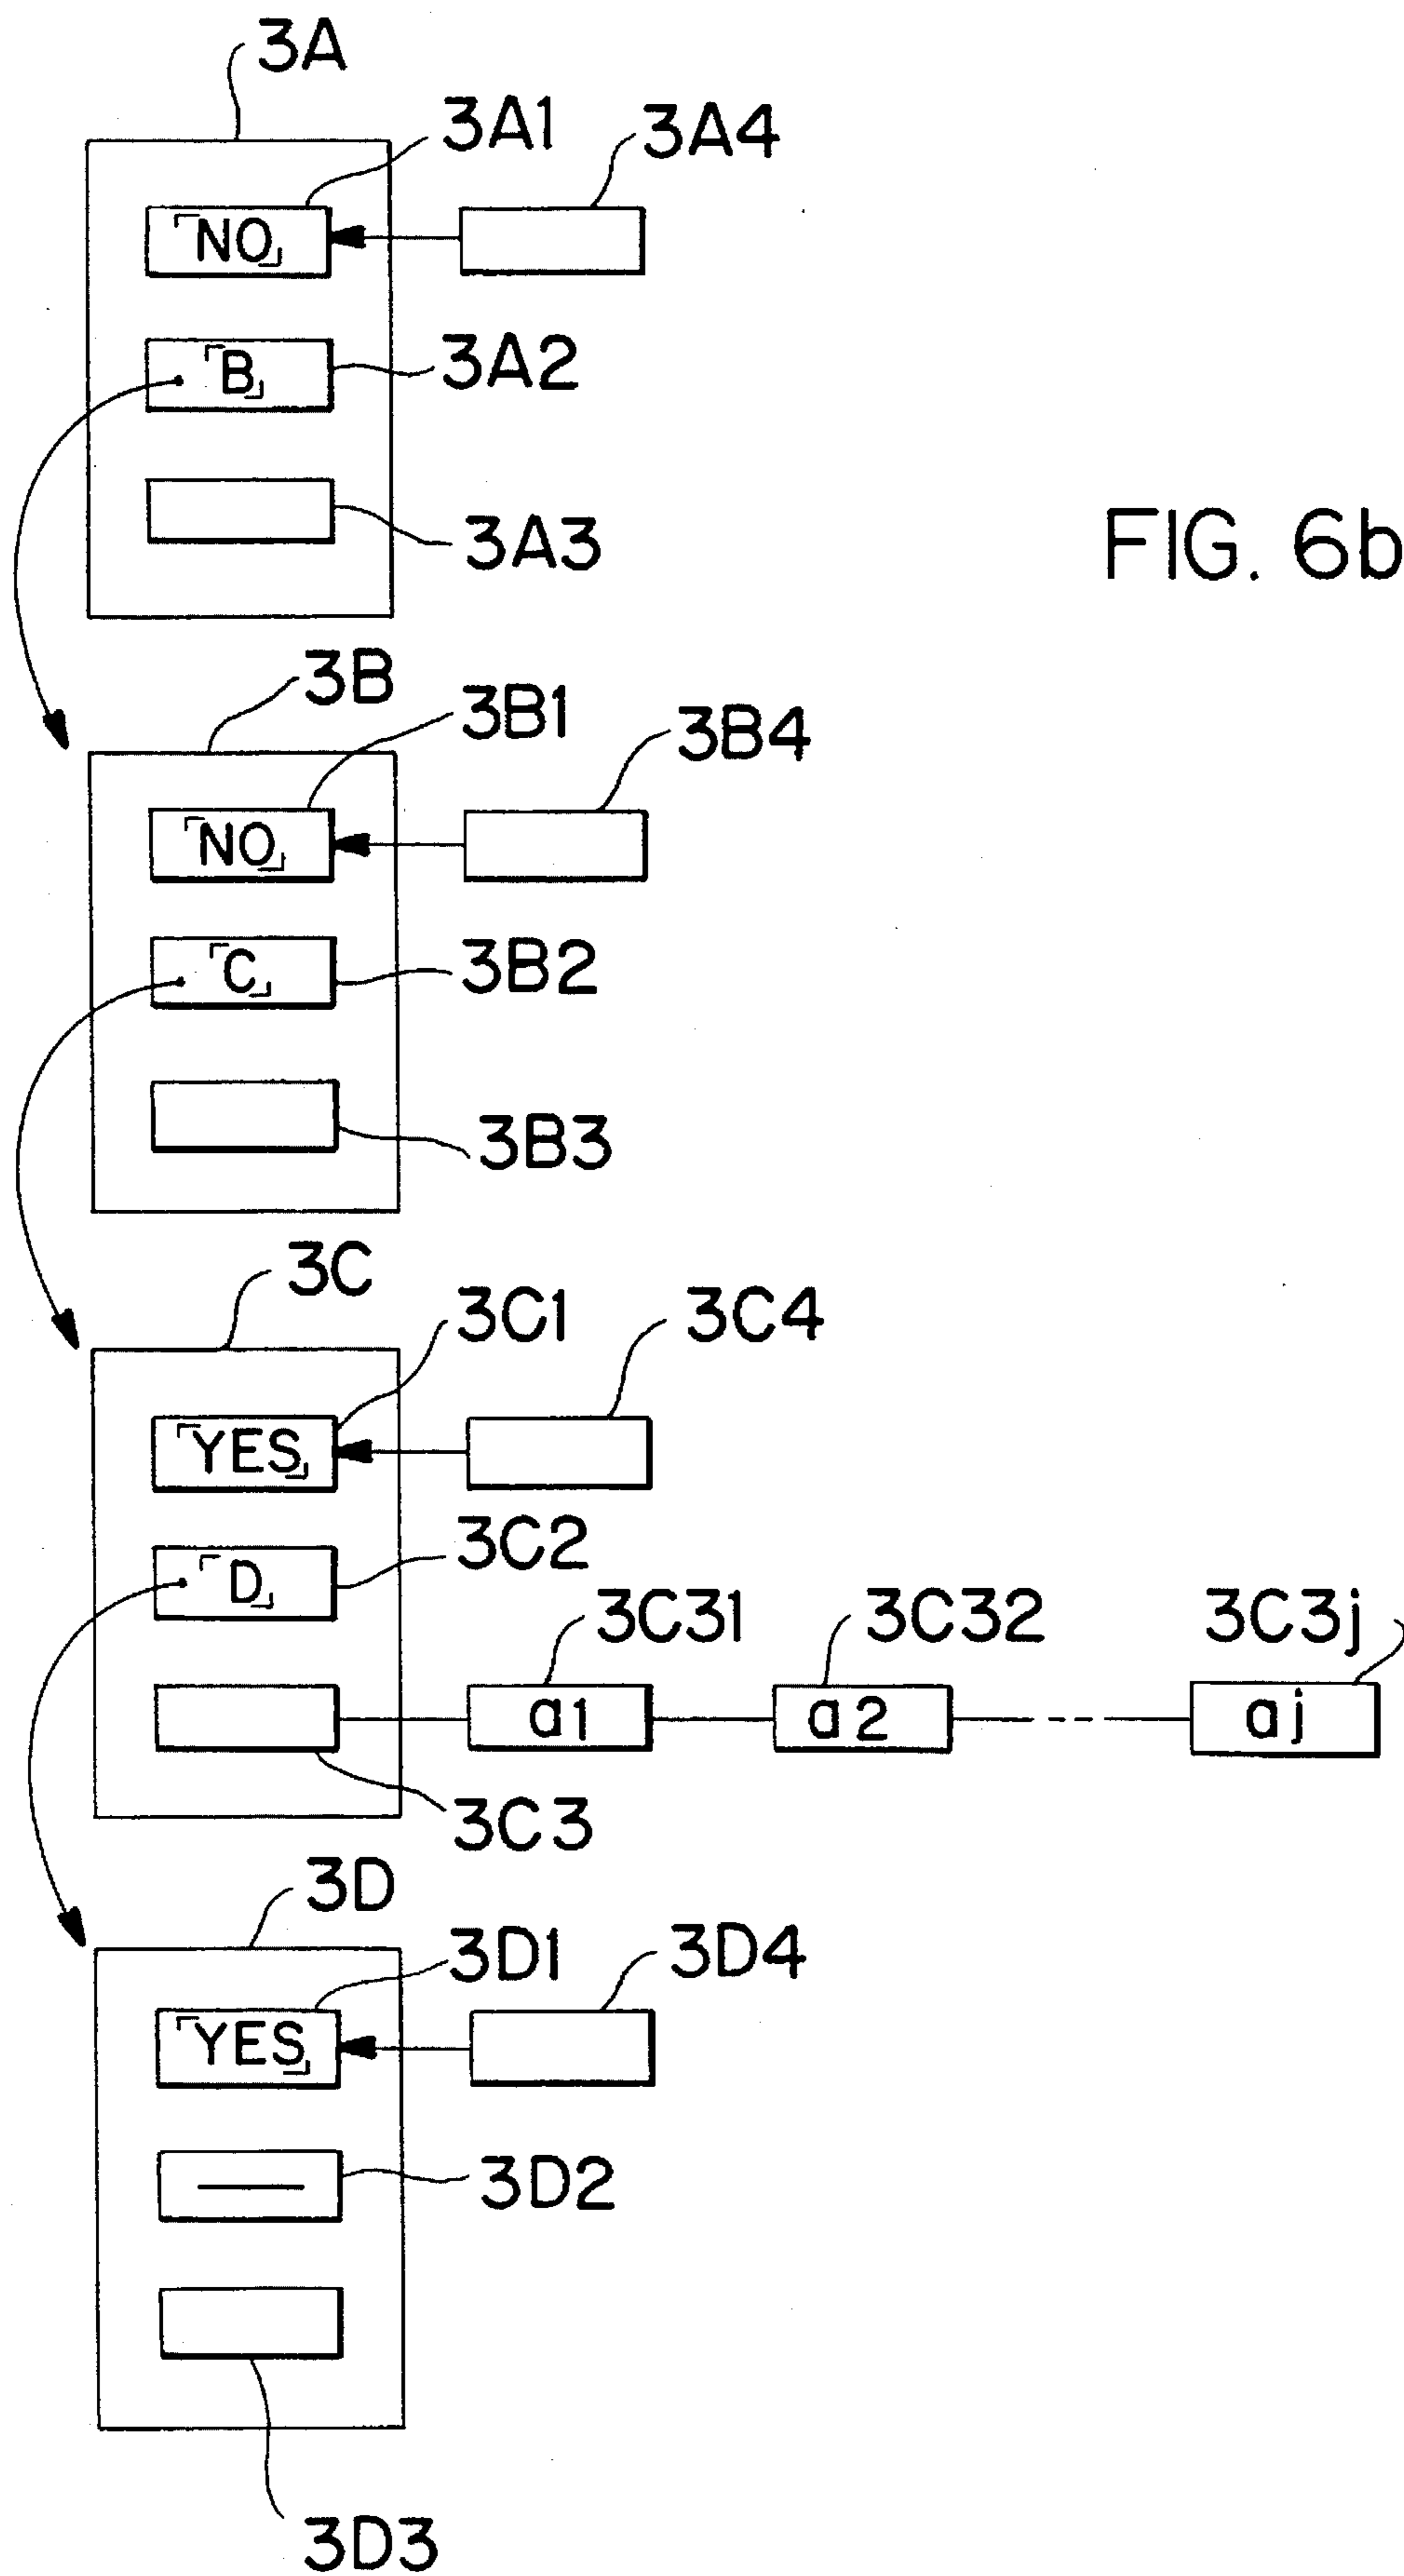 3A
3A1
3A4
「NO」
「B」
3A2
3A3
FIG. 6b
3B
3B1
3B4
「NO」
「C」
3B2
3B3
3C
3C1
3C4
「YES」
「D」
3C2
3C31
3C32
3C3j
a1
a2
aj
3C3
3D
3D1
3D4
「YES」
3D2
3D3